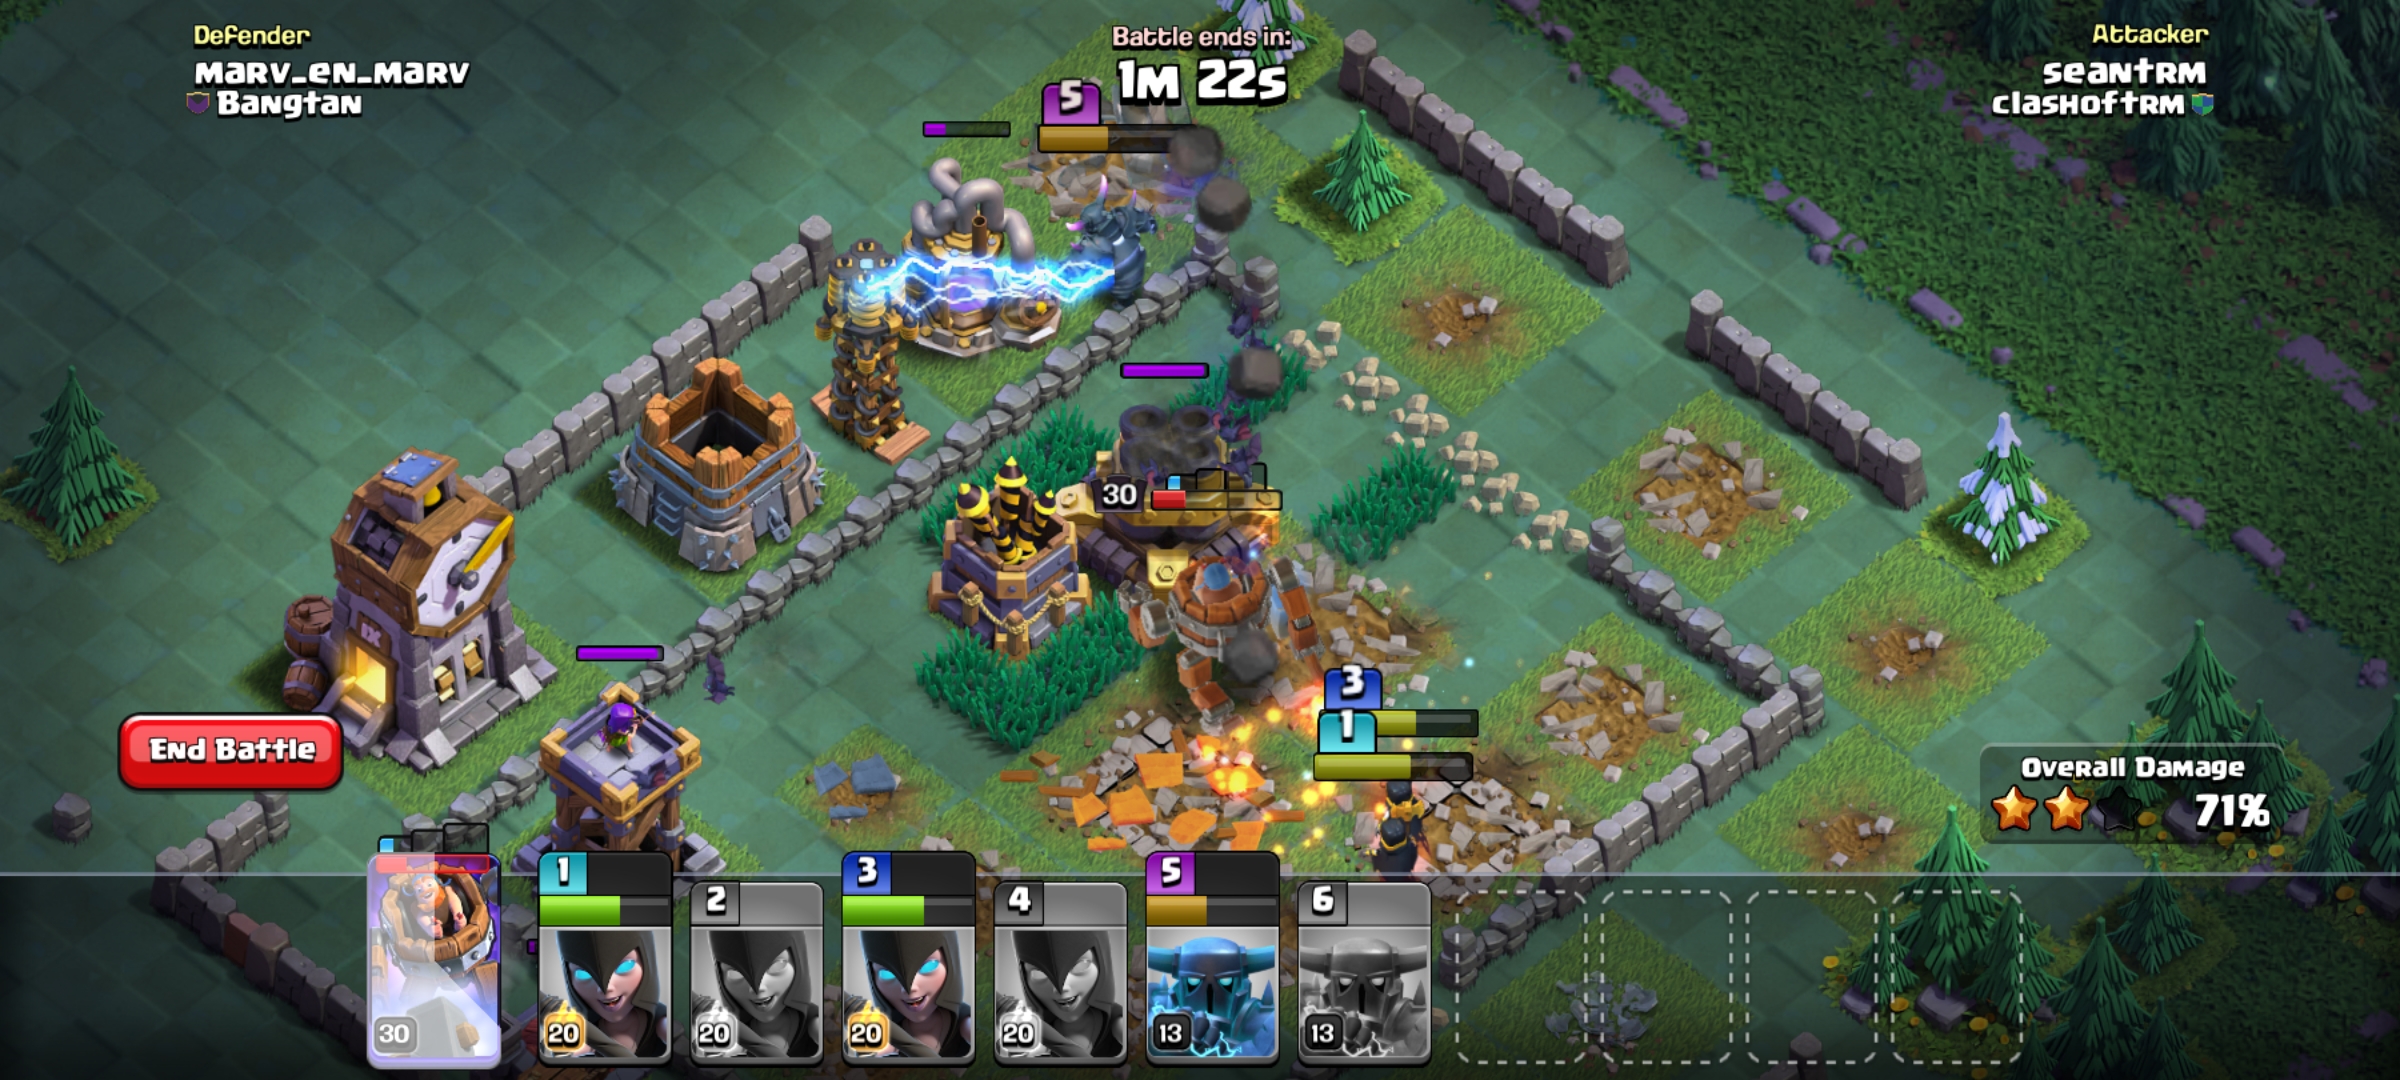 Defender
Marv_en_Marv
Bangtan
Battle ends in:
1M 22s
Attacker
seantRM
clashoftRM
5
30
IX
3
1
End Battle
Overall Damage
71%
1
2
3
4
5
6
30
20
20
20
20
13
13